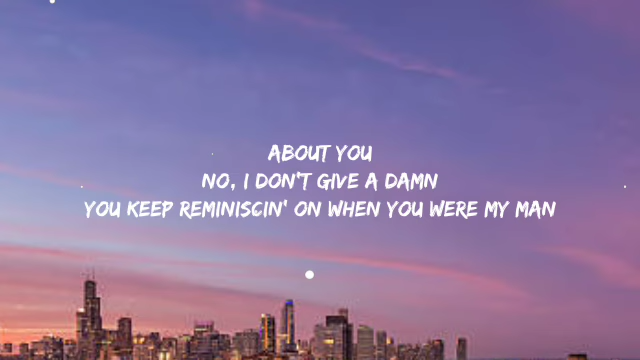 ABOUT YOU
NO, I DON'T GIVE A DAMN
YOU KEEP REMINISCIN' ON WHEN YOU WERE MY MAN